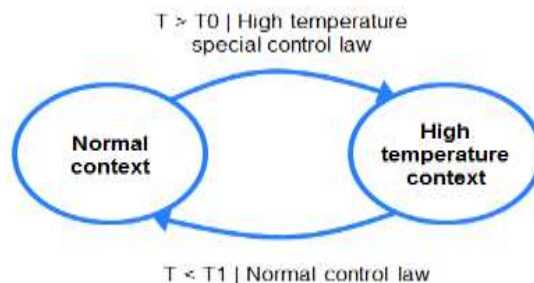 T > T0 | High temperature
special control law
Normal
context
High
temperature
context
T < T1 | Normal control law